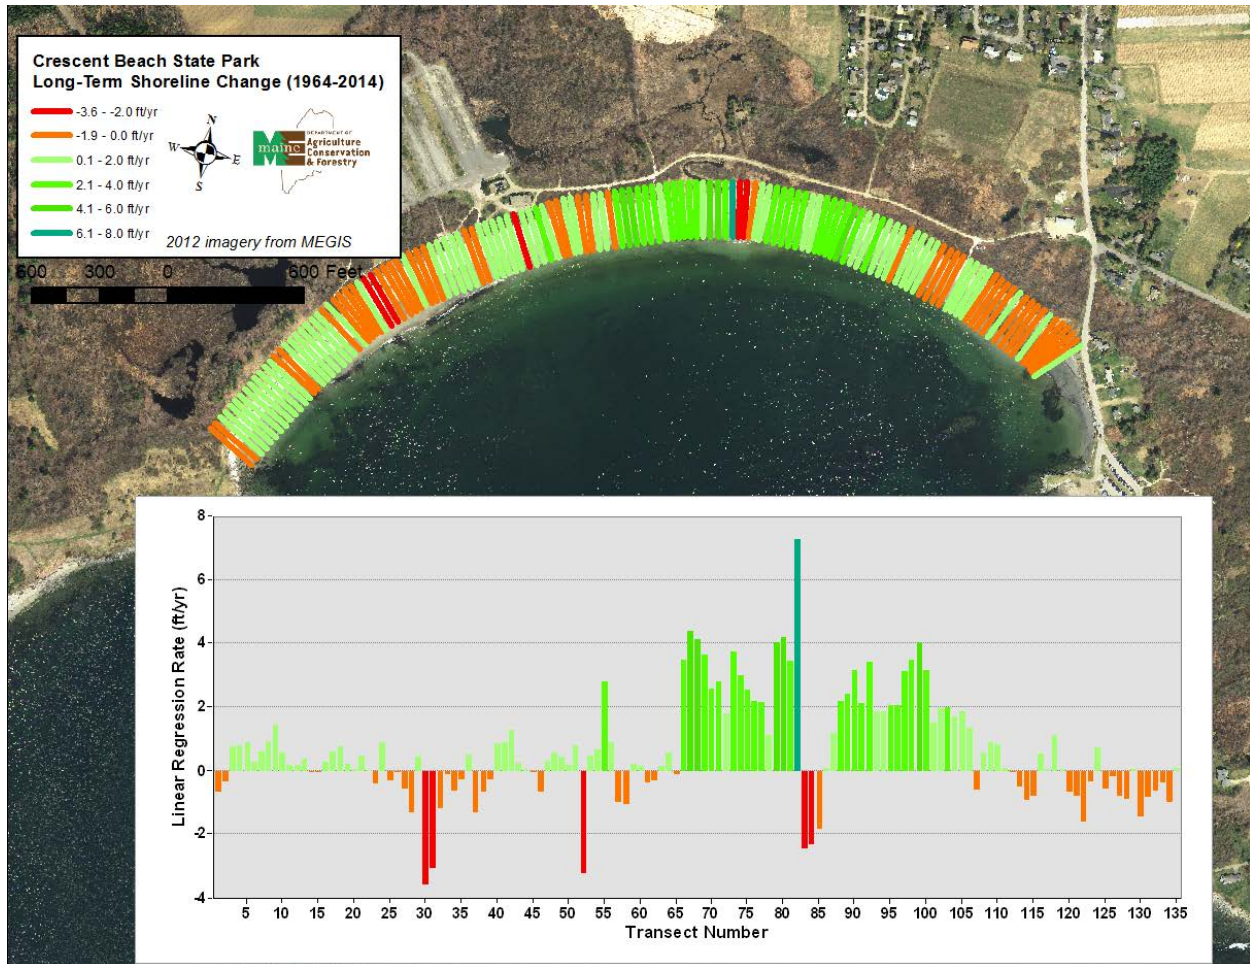 Crescent Beach State Park
Long-Term Shoreline Change (1964-2014)
-3.6 - -2.0 ft/yr
-1.9 - 0.0 ft/yr
0.1 - 2.0 ft/yr
2.1 - 4.0 ft/yr
4.1 - 6.0 ft/yr
6.1 - 8.0 ft/yr
N
W
E
S
maine
DEPARTMENT OF
Agriculture
Conservation
& Forestry
2012 imagery from MEGIS
600 300 0 600 Feet
Linear Regression Rate (ft/yr)
8
6
4
2
0
-2
-4
5 10 15 20 25 30 35 40 45 50 55 60 65 70 75 80 85 90 95 100 105 110 115 120 125 130 135
Transect Number